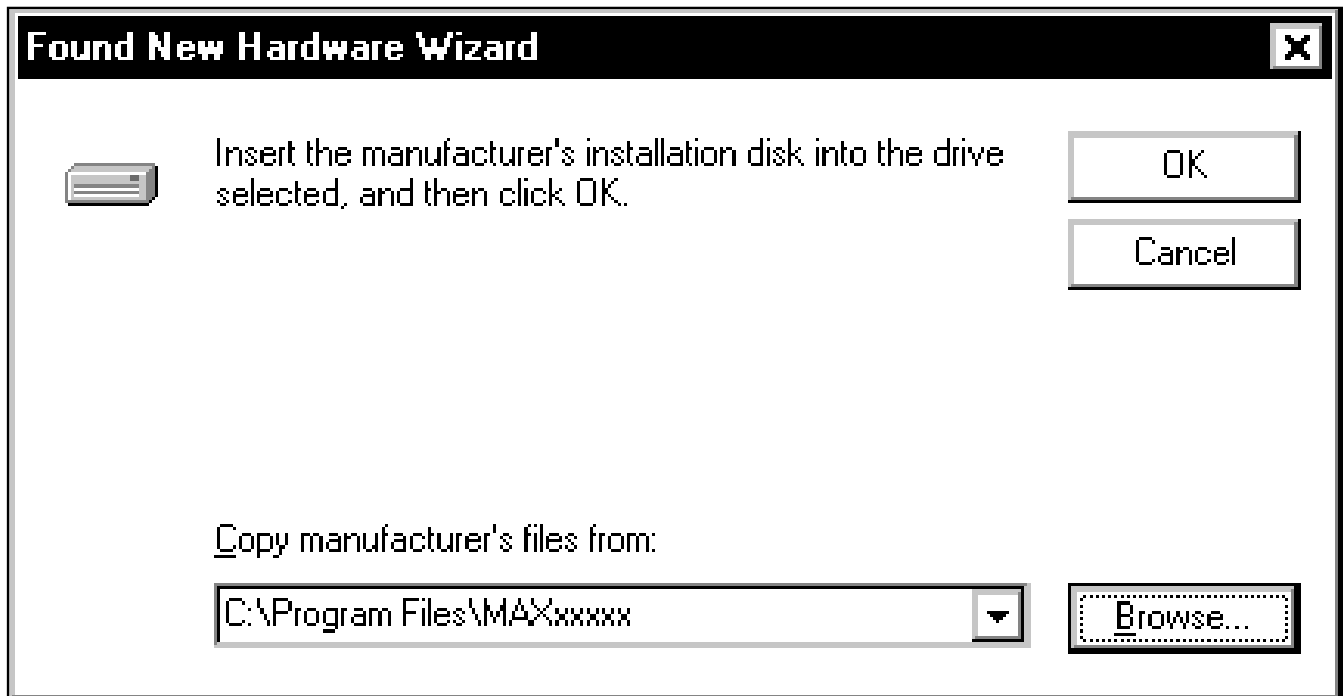 Found New Hardware Wizard
Insert the manufacturer's installation disk into the drive
selected, and then click OK.
OK
Cancel
Copy manufacturer's files from:
C:\Program Files\MAXxxxxx
Browse...